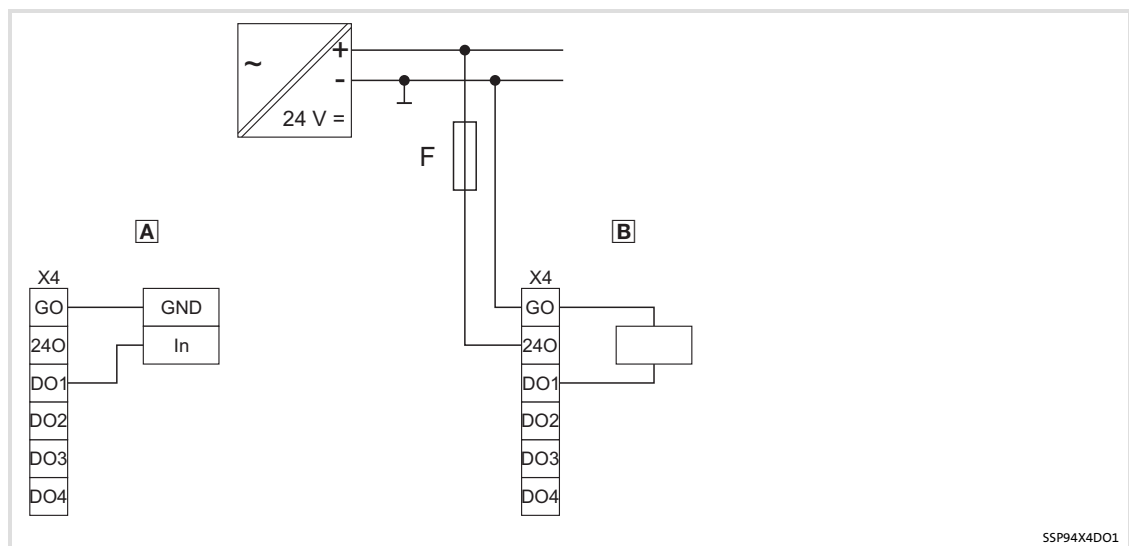 ~
+
-
24 V =
F
A
B
X4
GO
24O
DO1
DO2
DO3
DO4
GND
In
X4
GO
24O
DO1
DO2
DO3
DO4
SSP94X4DO1